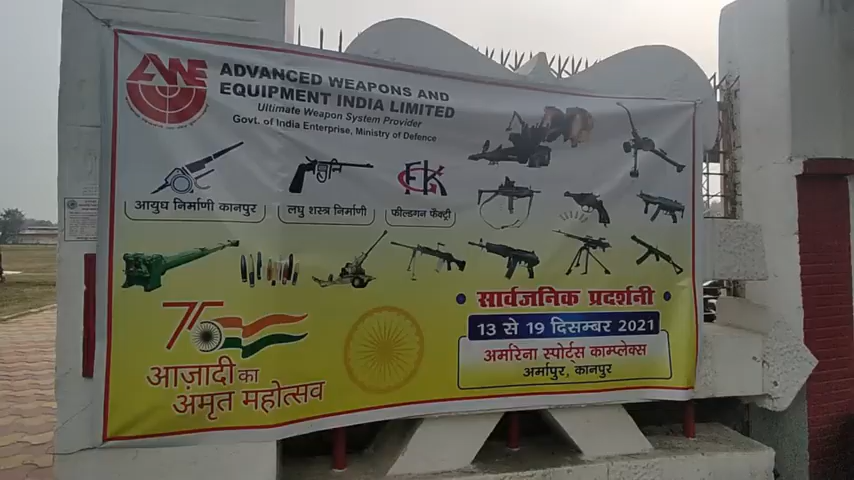 AWE
ADVANCED WEAPONS AND
EQUIPMENT INDIA LIMITED
Ultimate Weapon System Provider
Govt. of India Enterprise, Ministry of Defence
आयुध निर्माणी कानपुर
लघु शस्त्र निर्माणी
FFK
फील्डगन फैक्ट्री
75
आज़ादी का
अमृत महोत्सव
सार्वजनिक प्रदर्शनी
13 से 19 दिसम्बर 2021
अमरिना स्पोर्ट्स काम्प्लेक्स
अर्मापुर, कानपुर